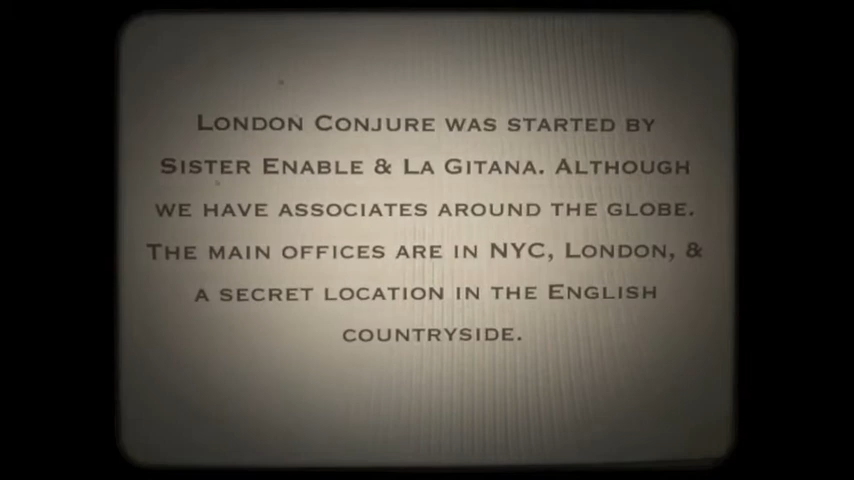 LONDON CONJURE WAS STARTED BY
SISTER ENABLE & LA GITANA. ALTHOUGH
WE HAVE ASSOCIATES AROUND THE GLOBE.
THE MAIN OFFICES ARE IN NYC, LONDON, &
A SECRET LOCATION IN THE ENGLISH
COUNTRYSIDE.